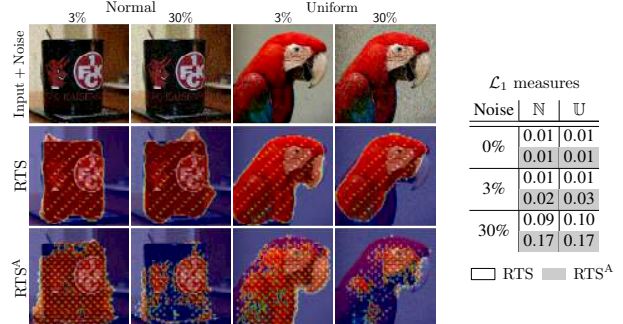 Normal Uniform
3% 30% 3% 30%
Input + Noise
RTS
RTS^A
L₁ measures
Noise ℕ 𝕌
0% 0.01 0.01
0.01 0.01
3% 0.01 0.01
0.02 0.03
30% 0.09 0.10
0.17 0.17
RTS RTS^A